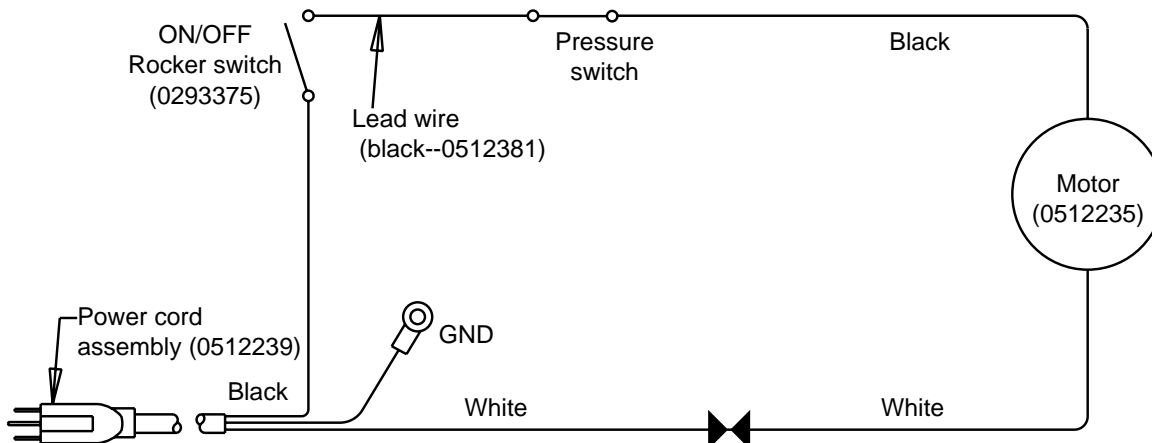 ON/OFF
Rocker switch
(0293375)
Pressure
switch
Black
Lead wire
(black--0512381)
Motor
(0512235)
Power cord
assembly (0512239)
GND
Black
White
White